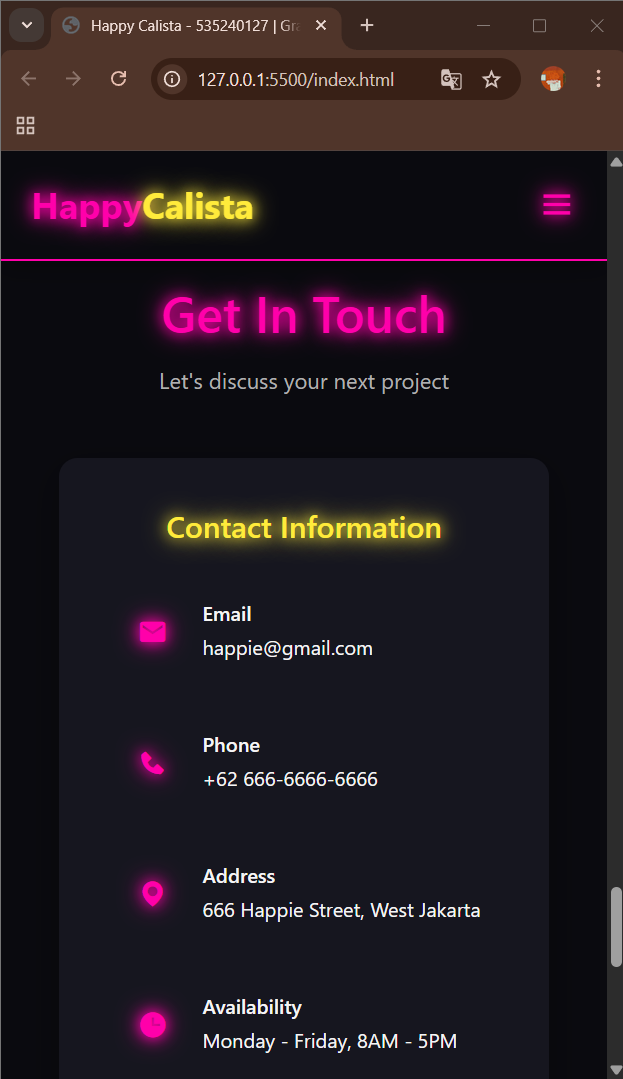 Happy Calista - 535240127 | Gra
127.0.0.1:5500/index.html
HappyCalista
Get In Touch
Let's discuss your next project
Contact Information
Email
happie@gmail.com
Phone
+62 666-6666-6666
Address
666 Happie Street, West Jakarta
Availability
Monday - Friday, 8AM - 5PM